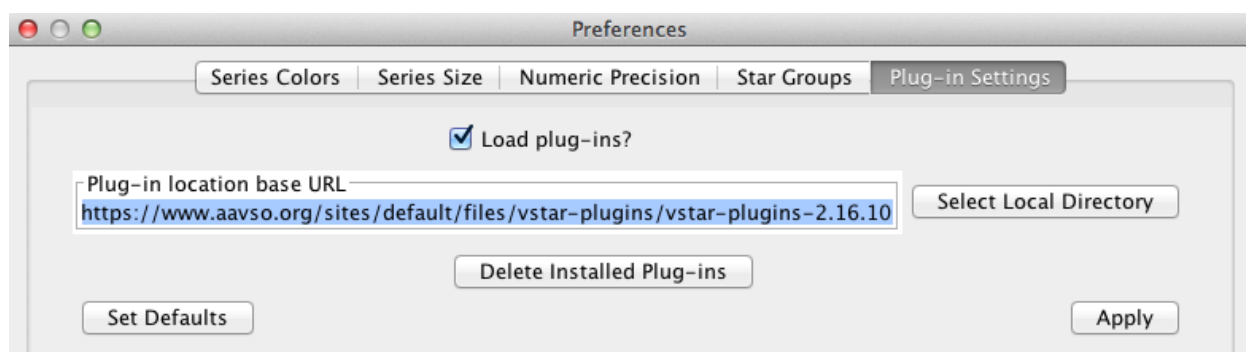 Preferences
Series Colors Series Size Numeric Precision Star Groups Plug-in Settings
Load plug-ins?
Plug-in location base URL
https://www.aavso.org/sites/default/files/vstar-plugins/vstar-plugins-2.16.10
Select Local Directory
Delete Installed Plug-ins
Set Defaults
Apply